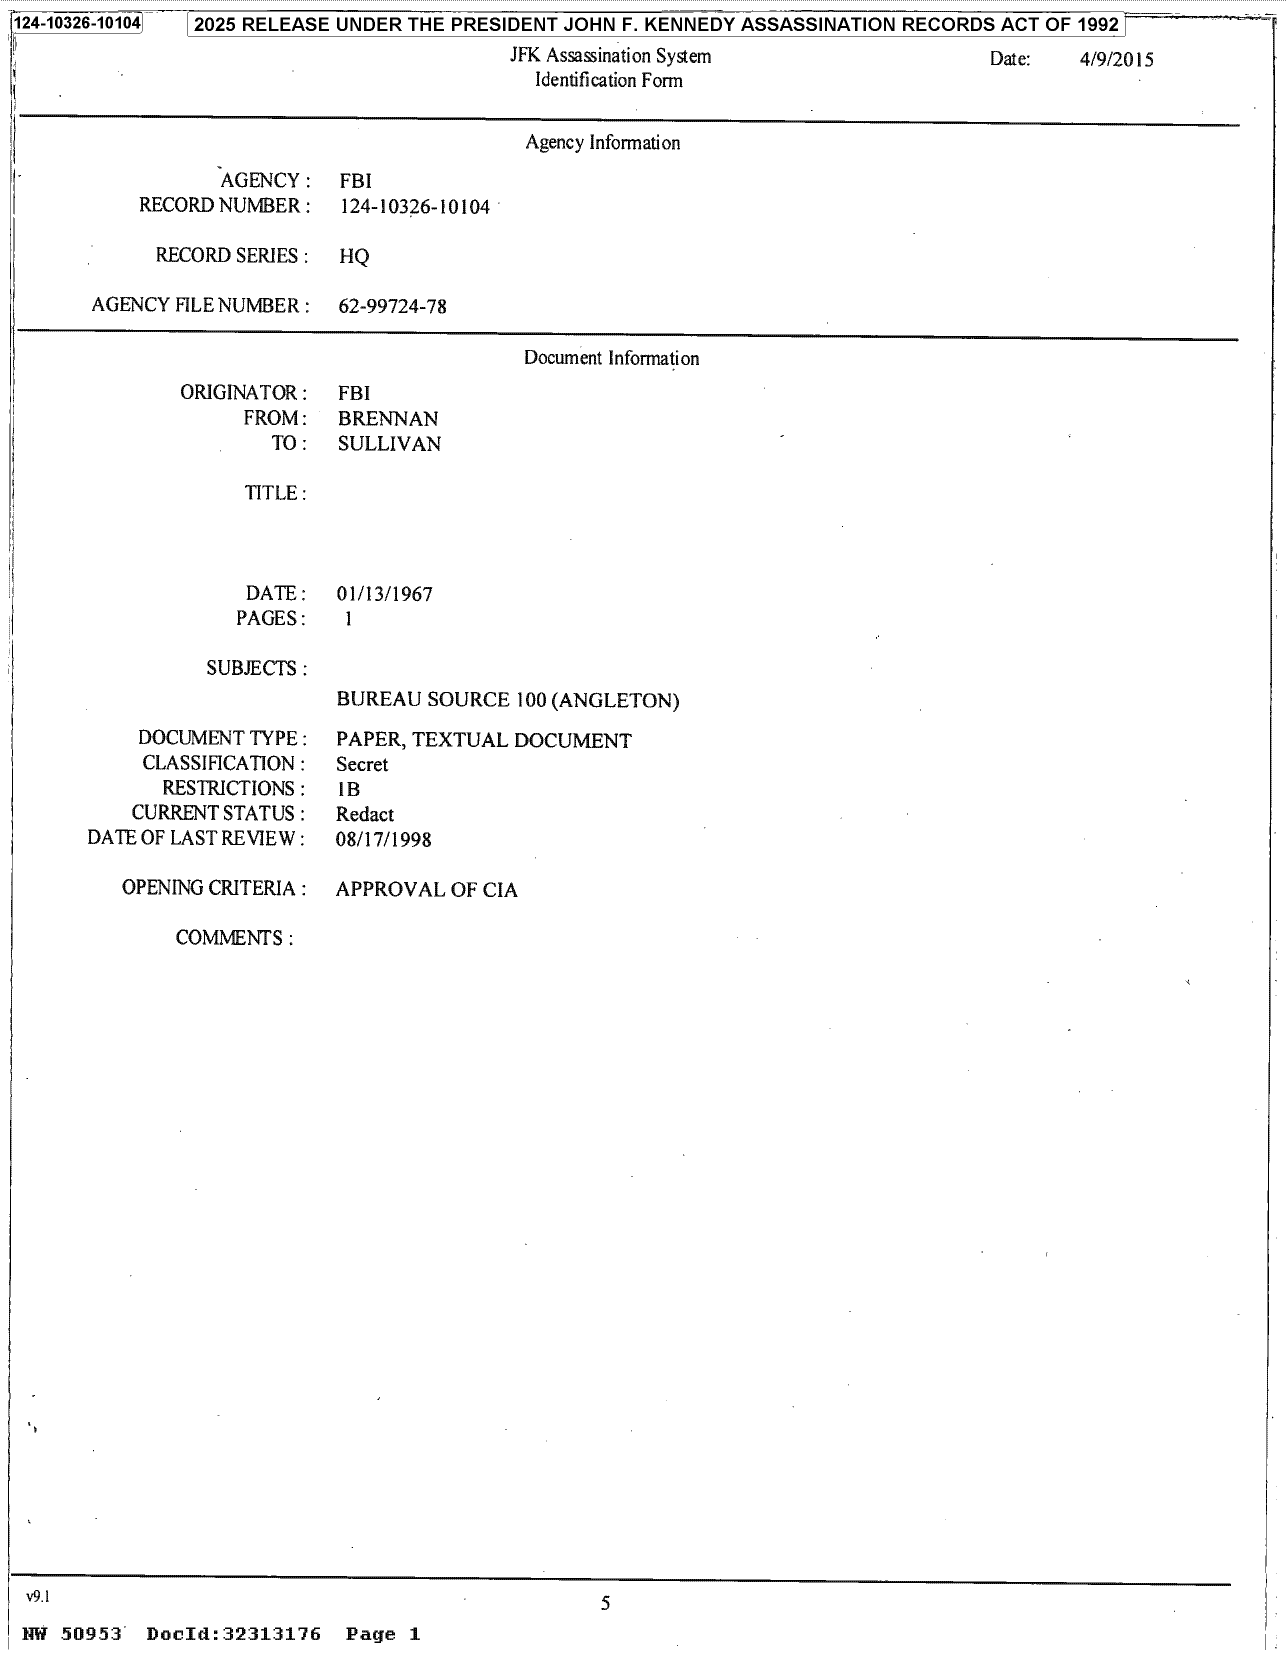 124-10326-10104 2025 RELEASE UNDER THE PRESIDENT JOHN F. KENNEDY ASSASSINATION RECORDS ACT OF 1992
JFK Assassination System Date: 4/9/2015
Identification Form
Agency Information
AGENCY : FBI
RECORD NUMBER : 124-10326-10104
RECORD SERIES : HQ
AGENCY FILE NUMBER : 62-99724-78
Document Information
ORIGINATOR : FBI
FROM : BRENNAN
TO : SULLIVAN
TITLE :
DATE : 01/13/1967
PAGES : 1
SUBJECTS :
BUREAU SOURCE 100 (ANGLETON)
DOCUMENT TYPE : PAPER, TEXTUAL DOCUMENT
CLASSIFICATION : Secret
RESTRICTIONS : 1B
CURRENT STATUS : Redact
DATE OF LAST REVIEW : 08/17/1998
OPENING CRITERIA : APPROVAL OF CIA
COMMENTS :
v9.1 5
NW 50953 DocId:32313176 Page 1